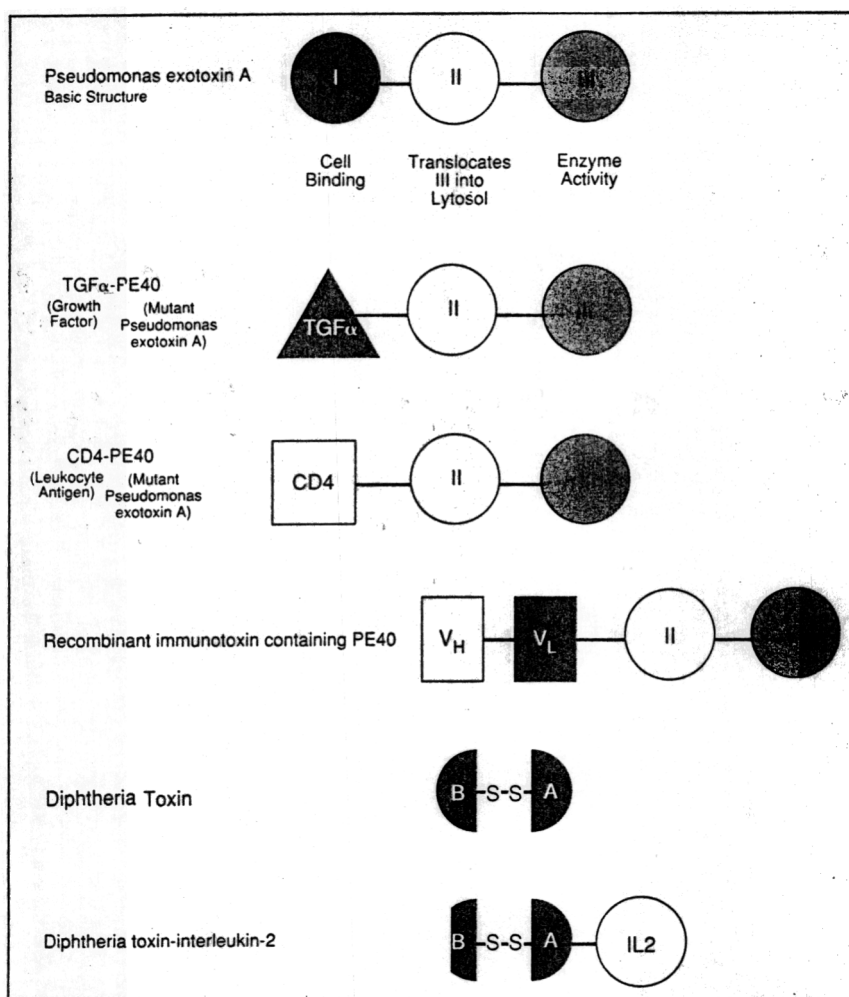 Pseudomonas exotoxin A
Basic Structure
I
II
III
Cell
Binding
Translocates
III into
Lytosol
Enzyme
Activity
TGFα-PE40
(Growth
Factor)
(Mutant
Pseudomonas
exotoxin A)
TGFα
II
III
CD4-PE40
(Leukocyte
Antigen)
(Mutant
Pseudomonas
exotoxin A)
CD4
II
Recombinant immunotoxin containing PE40
VH
VL
II
Diphtheria Toxin
B-S-S-A
Diphtheria toxin-interleukin-2
B-S-S-A
IL2